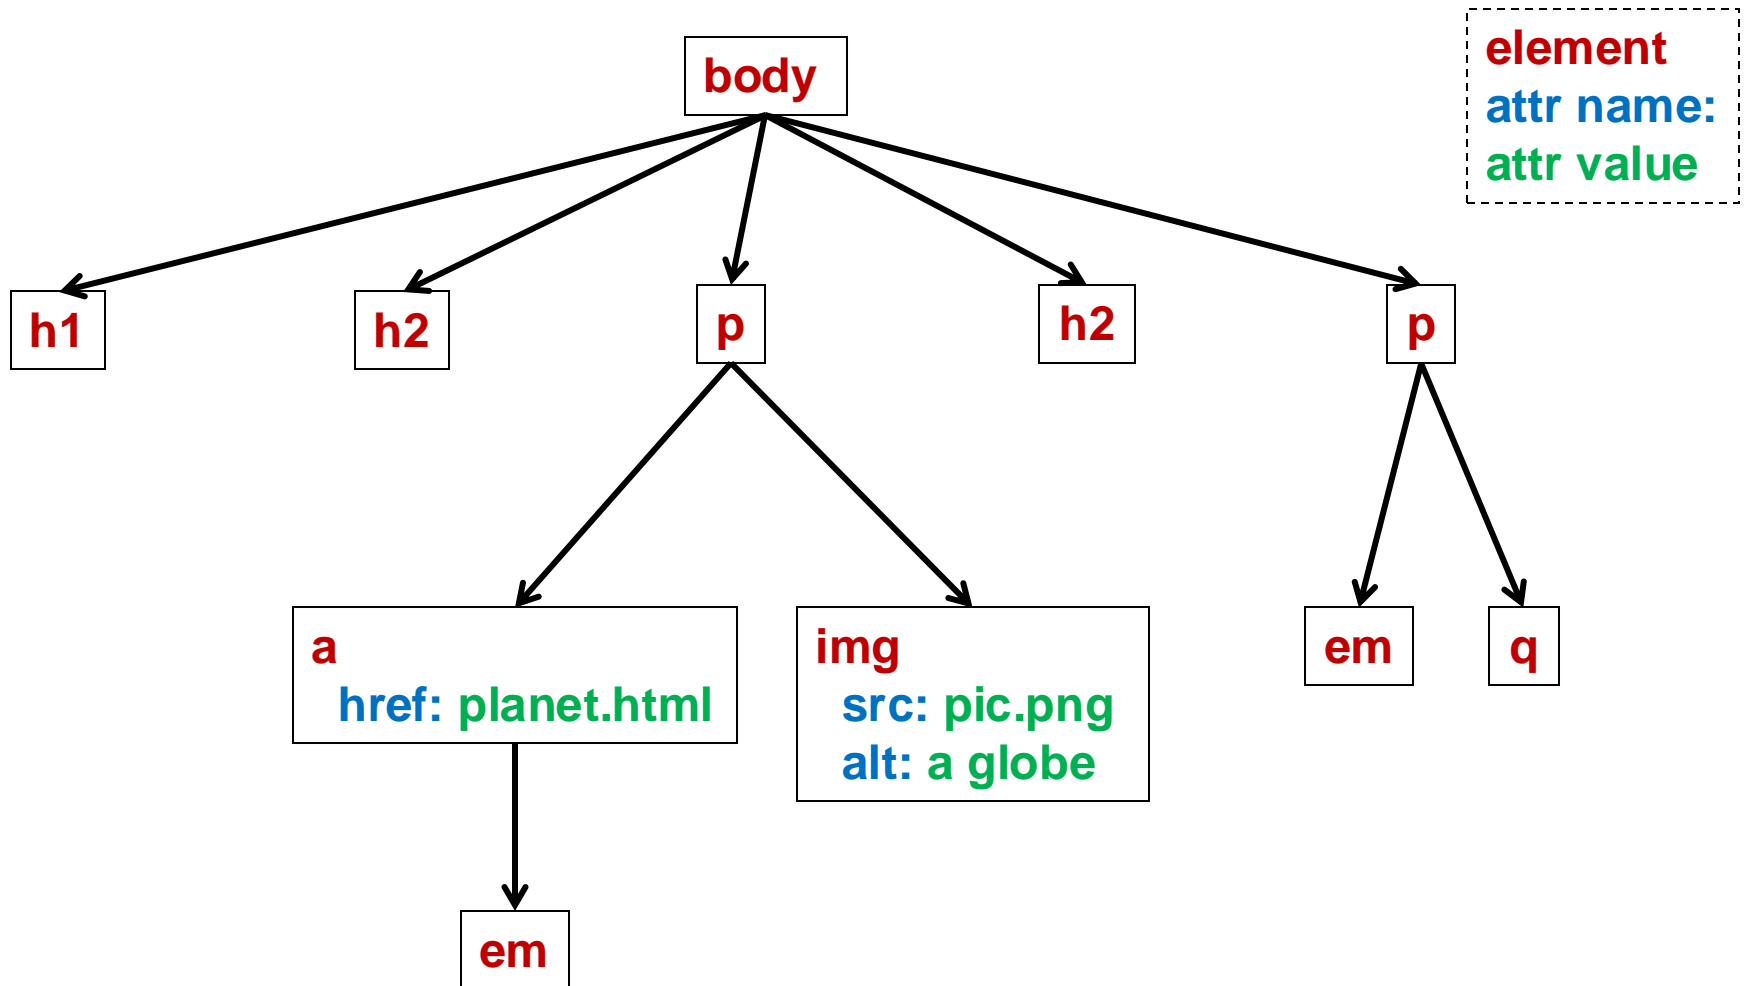 body
element
attr name:
attr value
h1
h2
p
h2
p
a
href: planet.html
img
src: pic.png
alt: a globe
em
q
em